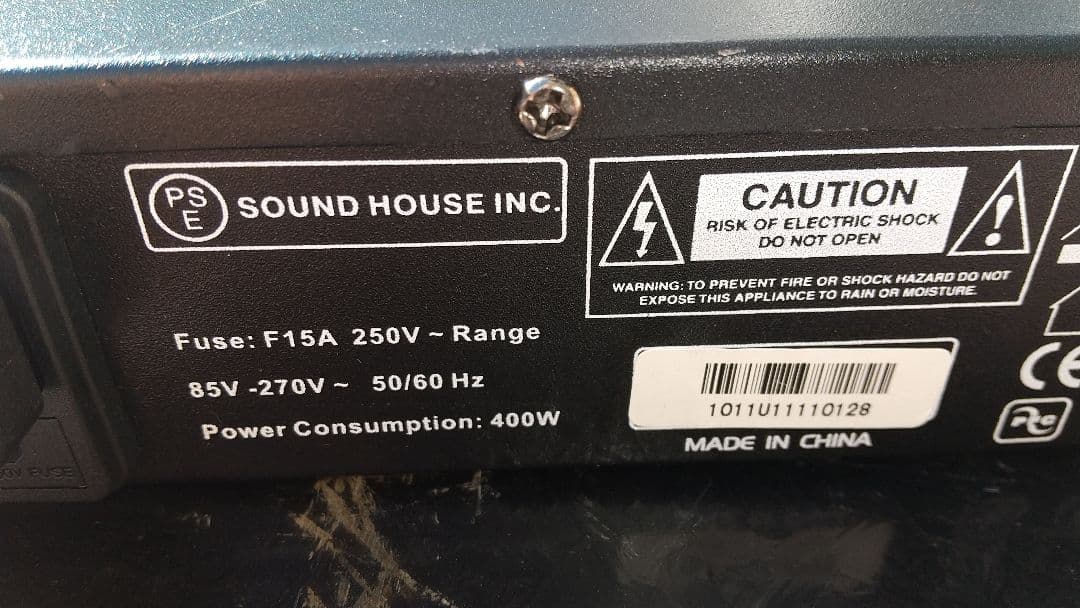 PS
E
SOUND HOUSE INC.
CAUTION
RISK OF ELECTRIC SHOCK
DO NOT OPEN
WARNING: TO PREVENT FIRE OR SHOCK HAZARD DO NOT
EXPOSE THIS APPLIANCE TO RAIN OR MOISTURE.
Fuse: F15A 250V ~ Range
85V -270V ~ 50/60 Hz
Power Consumption: 400W
1011U11110128
MADE IN CHINA
CE
FUSE